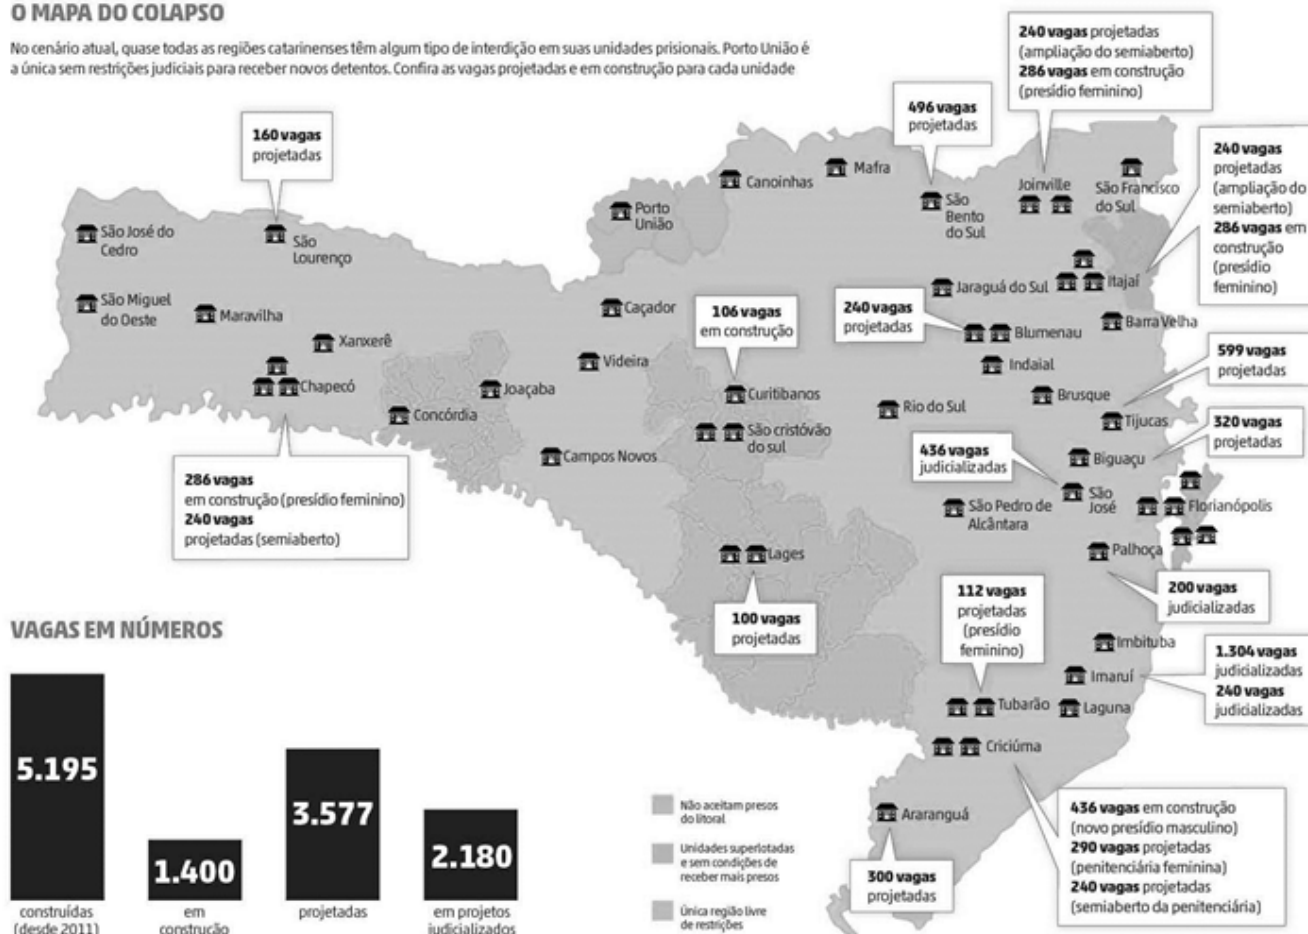 O MAPA DO COLAPSO
No cenário atual, quase todas as regiões catarinenses têm algum tipo de interdição em suas unidades prisionais. Porto União é
a única sem restrições judiciais para receber novos detentos. Confira as vagas projetadas e em construção para cada unidade
240 vagas projetadas
(ampliação do semiaberto)
286 vagas em construção
(presídio feminino)
496 vagas
projetadas
160 vagas
projetadas
240 vagas
projetadas
(ampliação do
semiaberto)
286 vagas em
construção
(presídio
feminino)
Mafra
Canoinhas
Joinville
São Francisco
do Sul
São
Bento
do Sul
Porto
União
São José do
Cedro
São
Lourenço
Jaraguá do Sul
Itajaí
São Miguel
do Oeste
Maravilha
Caçador
106 vagas
em construção
240 vagas
projetadas
Blumenau
Barra Velha
Xanxerê
Videira
Indaial
599 vagas
projetadas
Chapecó
Joaçaba
Curitibanos
Brusque
Concórdia
Rio do Sul
Tijucas
São cristóvão
do sul
320 vagas
projetadas
Campos Novos
436 vagas
judicializadas
Biguaçu
286 vagas
em construção (presídio feminino)
240 vagas
projetadas (semiaberto)
São
José
São Pedro de
Alcântara
Florianópolis
Lages
Palhoça
100 vagas
projetadas
112 vagas
projetadas
(presídio
feminino)
200 vagas
judicializadas
Imbituba
Imaruí
1.304 vagas
judicializadas
240 vagas
judicializadas
Tubarão
Laguna
Criciúma
Araranguá
300 vagas
projetadas
436 vagas em construção
(novo presídio masculino)
290 vagas projetadas
(penitenciária feminina)
240 vagas projetadas
(semiaberto da penitenciária)
VAGAS EM NÚMEROS
5.195
1.400
3.577
2.180
construídas
(desde 2011)
em
construção
projetadas
em projetos
judicializados
Não aceitam presos
do litoral
Unidades superlotadas
e sem condições de
receber mais presos
Única região livre
de restrições